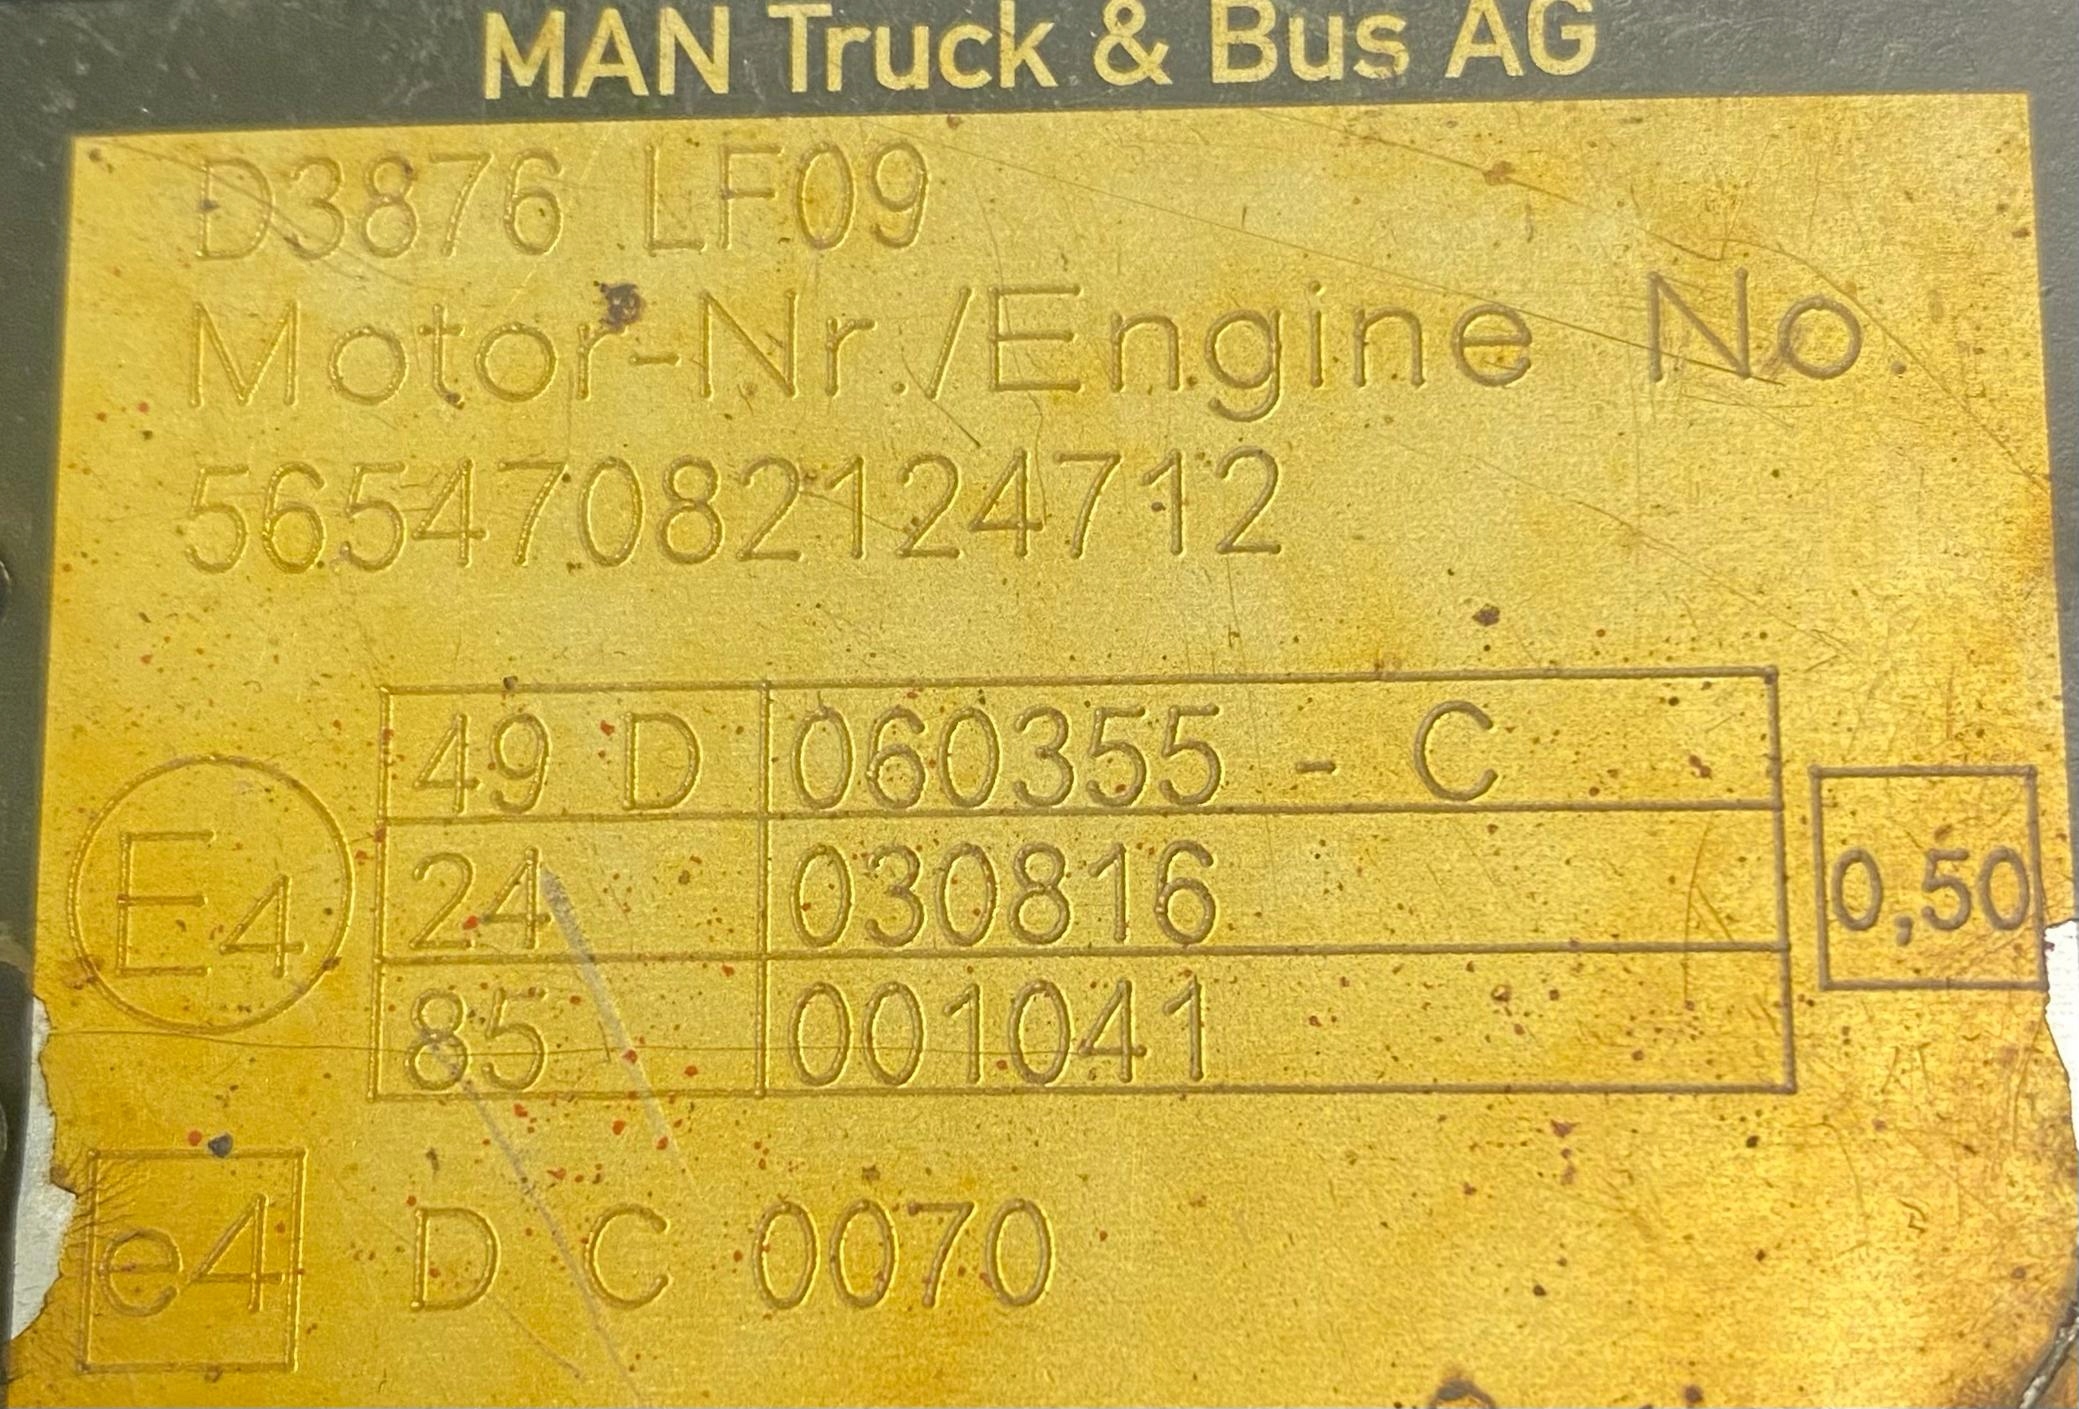 MAN Truck & Bus AG
D3876 LF09
Motor-Nr./Engine No.
56547082124712
49 D 060355 - C
E4 24 030816 0,50
85 001041
e4 D C 0070